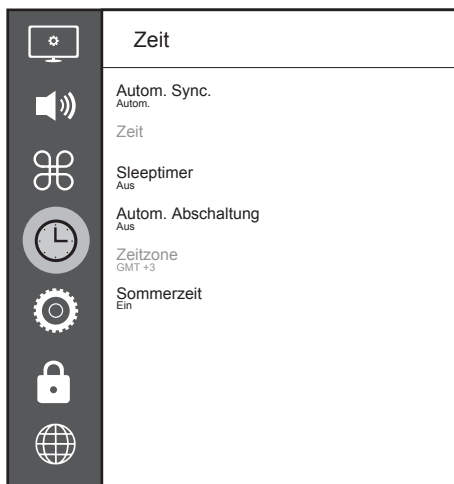 Zeit
Autom. Sync.
Autom.
Zeit
Sleeptimer
Aus
Autom. Abschaltung
Aus
Zeitzone
GMT +3
Sommerzeit
Ein